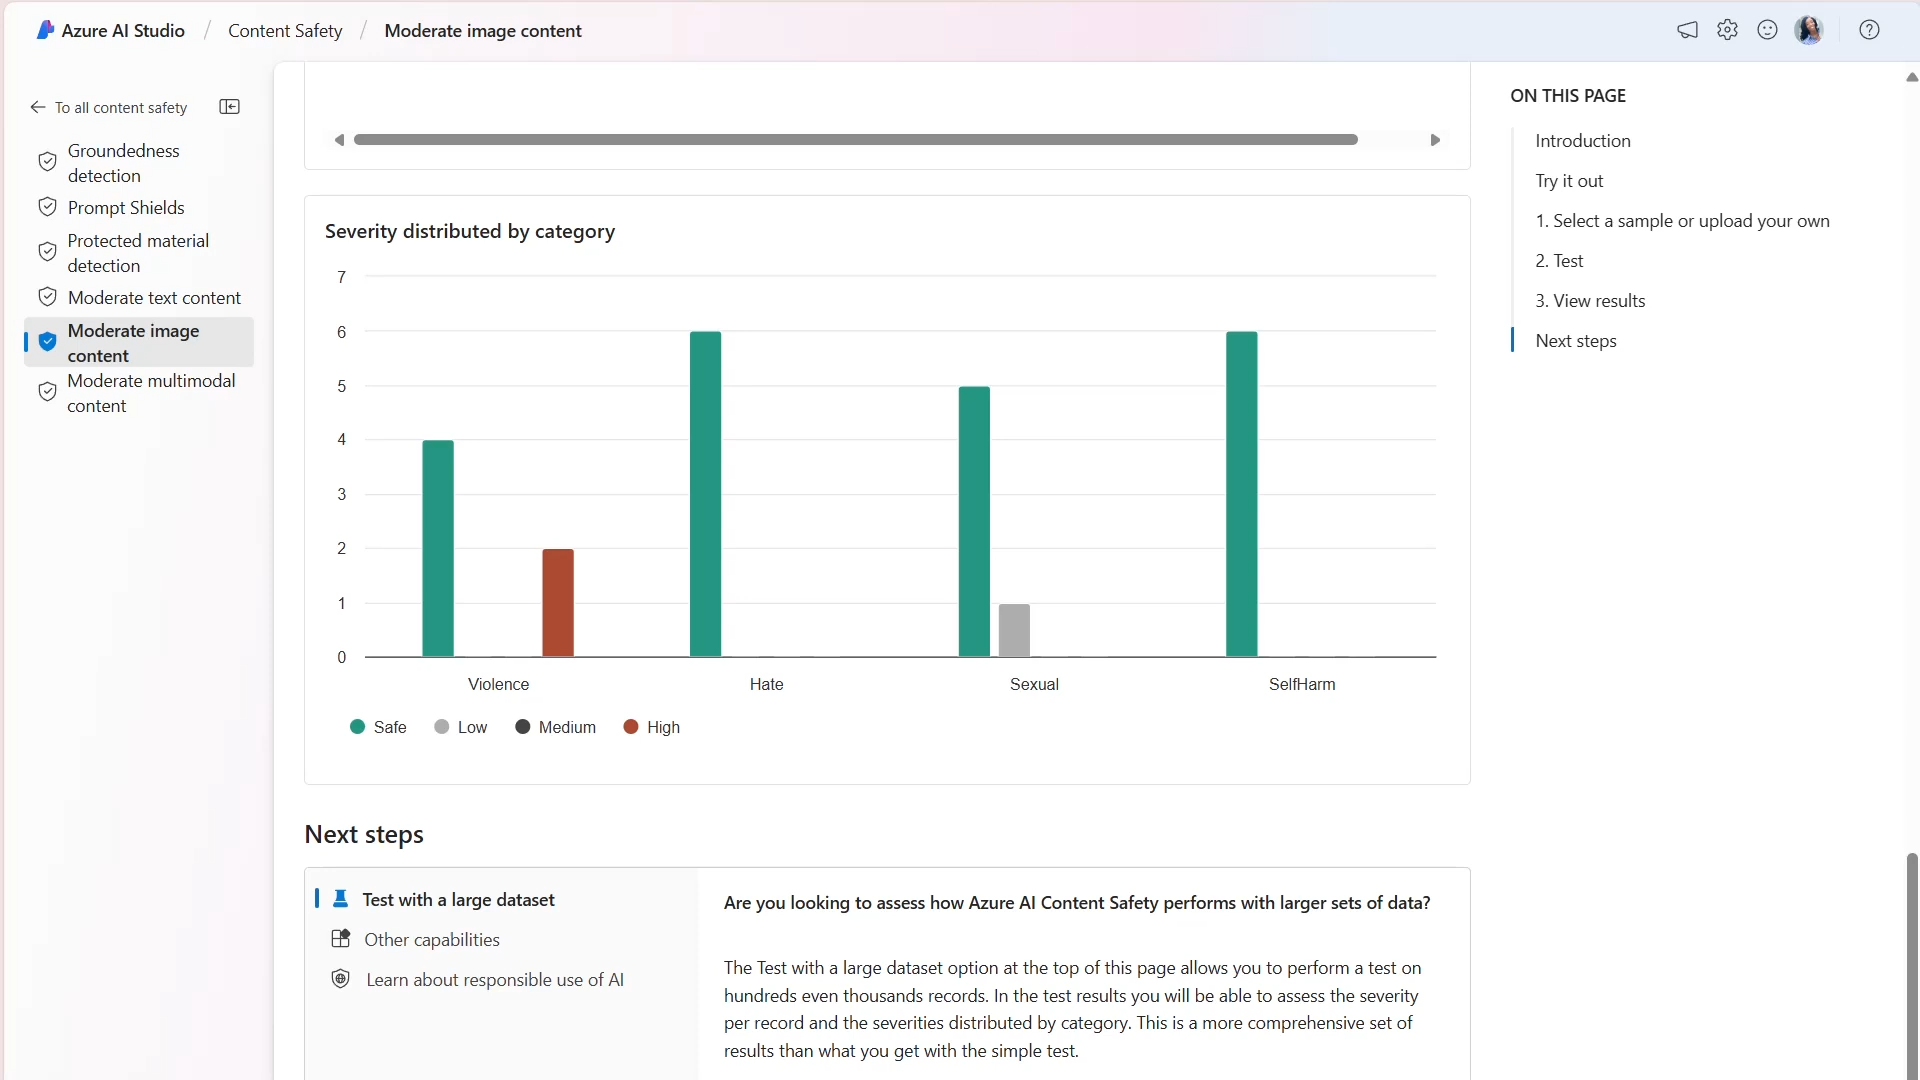 Azure AI Studio / Content Safety / Moderate image content
To all content safety
Groundedness
detection
Prompt Shields
Protected material
detection
Moderate text content
Moderate image
content
Moderate multimodal
content
Severity distributed by category
7
6
5
4
3
2
1
0
Violence Hate Sexual SelfHarm
Safe Low Medium High
Next steps
Test with a large dataset
Other capabilities
Learn about responsible use of AI
Are you looking to assess how Azure AI Content Safety performs with larger sets of data?
The Test with a large dataset option at the top of this page allows you to perform a test on
hundreds even thousands records. In the test results you will be able to assess the severity
per record and the severities distributed by category. This is a more comprehensive set of
results than what you get with the simple test.
ON THIS PAGE
Introduction
Try it out
1. Select a sample or upload your own
2. Test
3. View results
Next steps